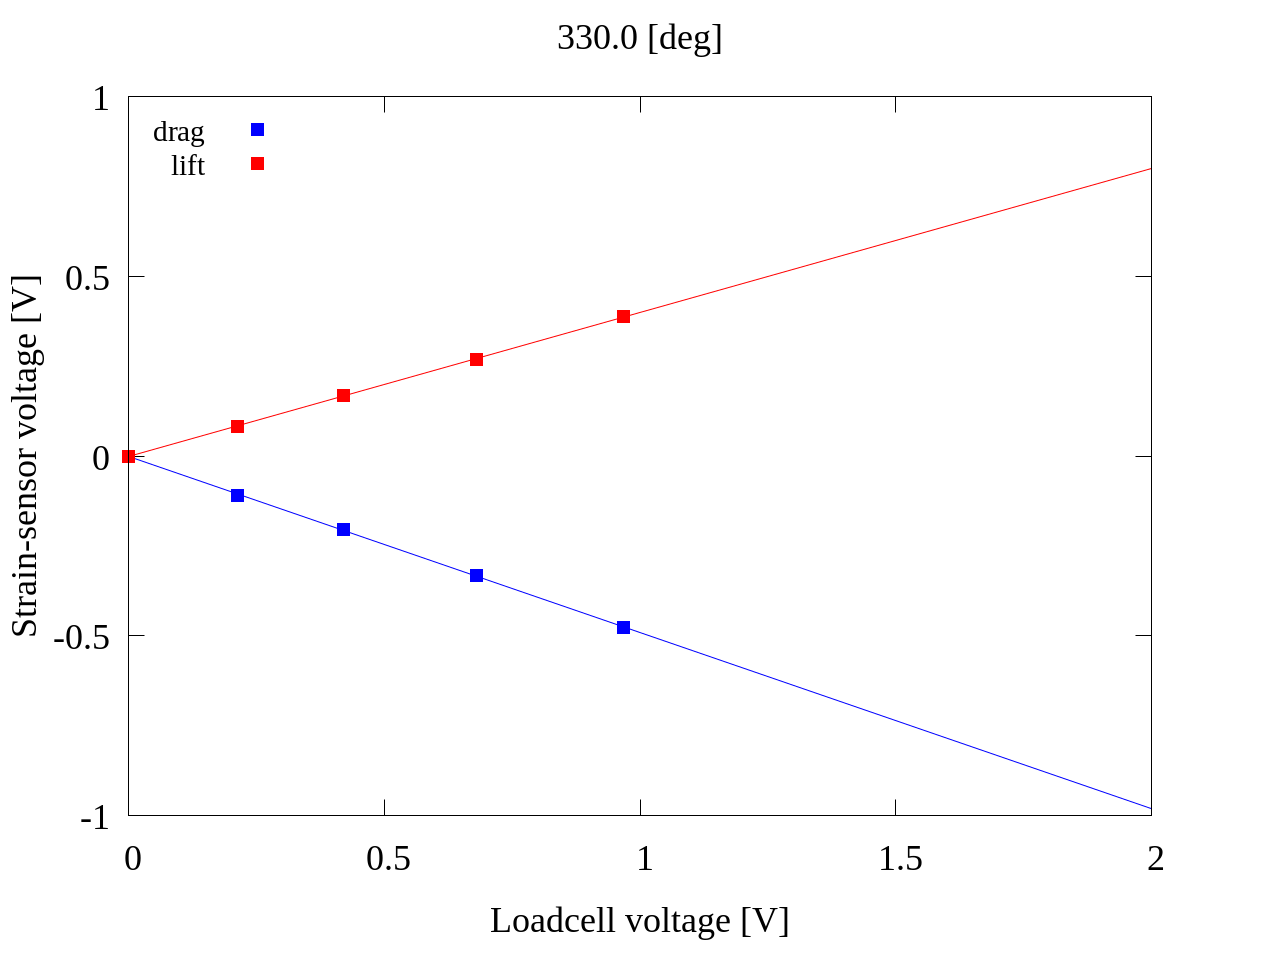 330.0 [deg]
drag
lift
1
0.5
0
-0.5
-1
Strain-sensor voltage [V]
0 0.5 1 1.5 2
Loadcell voltage [V]